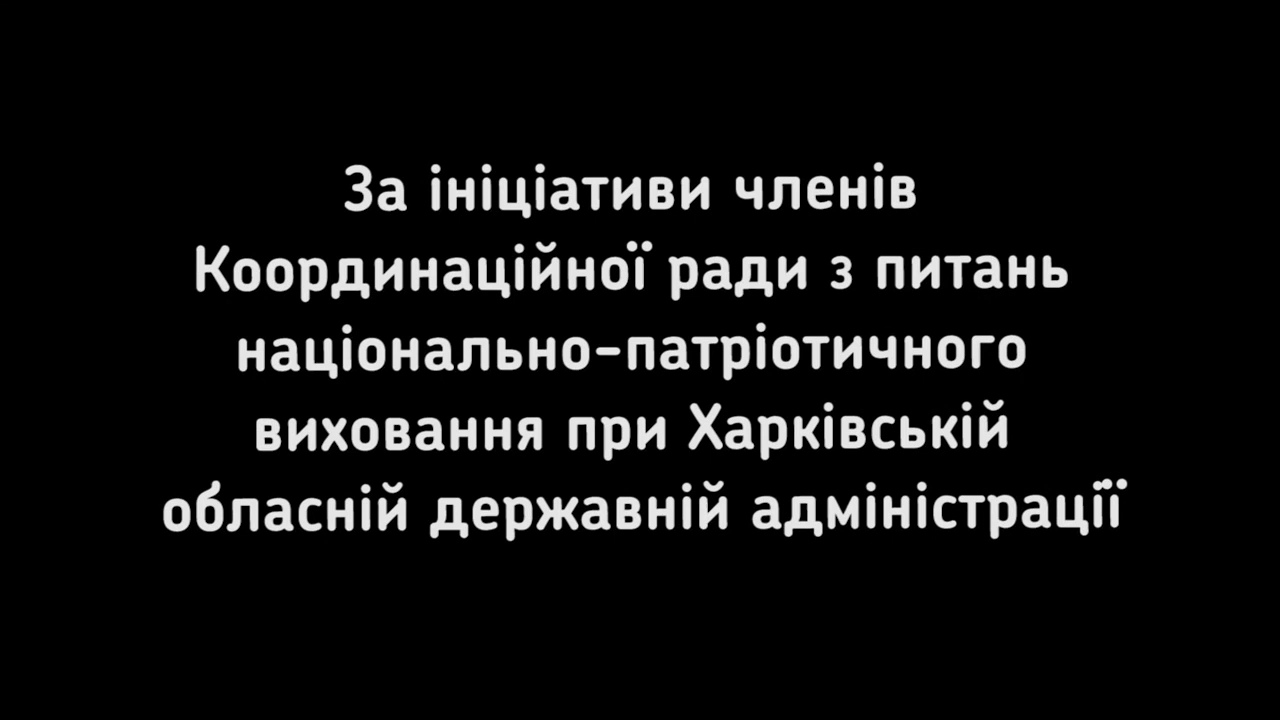 За ініціативи членів
Координаційної ради з питань
національно-патріотичного
виховання при Харківській
обласній державній адміністрації